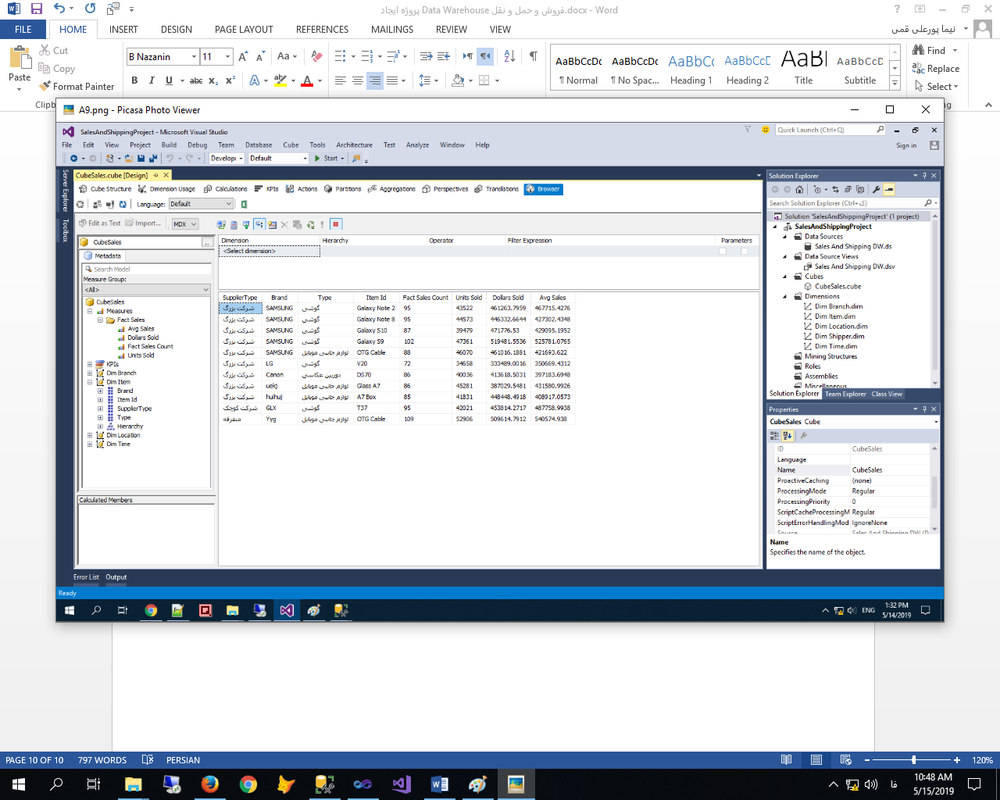 پروژه ایجاد Data Warehouse فروش و حمل و نقل.docx - Word
FILE HOME INSERT DESIGN PAGE LAYOUT REFERENCES MAILINGS REVIEW VIEW نیما پورعلی قمی
Paste Cut Copy Format Painter
B Nazanin 11
AaBbCcDc AaBbCcDc AaBbCc AaBbCcC AaBl AaBbCcD
¶ Normal ¶ No Spac... Heading 1 Heading 2 Title Subtitle
Find Replace Select
A9.png - Picasa Photo Viewer
SalesAndShippingProject - Microsoft Visual Studio
Quick Launch (Ctrl+Q)
File Edit View Project Build Debug Team Database Cube Tools Architecture Test Analyze Window Help
Sign in
Developi Default Start
Server Explorer
Toolbox
CubeSales.cube [Design]
Cube Structure Dimension Usage Calculations KPIs Actions Partitions Aggregations Perspectives Translations Browser
Language: Default
Edit as Text Import... MDX
CubeSales
Metadata
Search Model
Measure Group:
<All>
CubeSales
Measures
Fact Sales
Avg Sales
Dollars Sold
Fact Sales Count
Units Sold
KPIs
Dim Branch
Dim Item
Brand
Item Id
SupplierType
Type
Hierarchy
Dim Location
Dim Time
Calculated Members
Dimension Hierarchy Operator Filter Expression Parameters
<Select dimension>
SupplierType Brand Type Item Id Fact Sales Count Units Sold Dollars Sold Avg Sales
شرکت بزرگ SAMSUNG گوشی Galaxy Note 2 95 43522 461263.7959 467715.4276
شرکت بزرگ SAMSUNG گوشی Galaxy Note 8 95 44573 446332.6644 427302.4348
شرکت بزرگ SAMSUNG گوشی Galaxy S10 87 39479 471776.53 429095.1952
شرکت بزرگ SAMSUNG گوشی Galaxy S9 102 47361 519481.5536 525781.0765
شرکت بزرگ SAMSUNG لوازم جانبی موبایل OTG Cable 88 46070 461016.1881 421693.622
شرکت بزرگ LG گوشی V20 72 34658 333489.0016 350669.4312
شرکت بزرگ Canon دوربین عکاسی DS70 86 40036 413618.5031 397183.6948
شرکت بزرگ uekj لوازم جانبی موبایل Glass A7 86 45281 387029.5481 431580.9926
شرکت بزرگ huihuj لوازم جانبی موبایل A7 Box 85 41831 448448.4918 408917.0573
شرکت کوچک GLX گوشی T37 95 42021 453814.2717 487758.9938
متفرقه Yyg لوازم جانبی موبایل OTG Cable 109 52906 509614.7912 540574.938
Solution Explorer
Search Solution Explorer (Ctrl+ک)
Solution 'SalesAndShippingProject' (1 project)
SalesAndShippingProject
Data Sources
Sales And Shipping DW.ds
Data Source Views
Sales And Shipping DW.dsv
Cubes
CubeSales.cube
Dimensions
Dim Branch.dim
Dim Item.dim
Dim Location.dim
Dim Shipper.dim
Dim Time.dim
Mining Structures
Roles
Assemblies
Miscellaneous
Solution Explorer Team Explorer Class View
Properties
CubeSales Cube
ID CubeSales
Language
Name CubeSales
ProactiveCaching (none)
ProcessingMode Regular
ProcessingPriority 0
ScriptCacheProcessingM Regular
ScriptErrorHandlingMod IgnoreNone
Source Sales And Shipping DW (D
Name
Specifies the name of the object.
Error List Output
Ready
ENG 1:32 PM
5/14/2019
PAGE 10 OF 10 797 WORDS PERSIAN 120%
فا 10:48 AM
5/15/2019